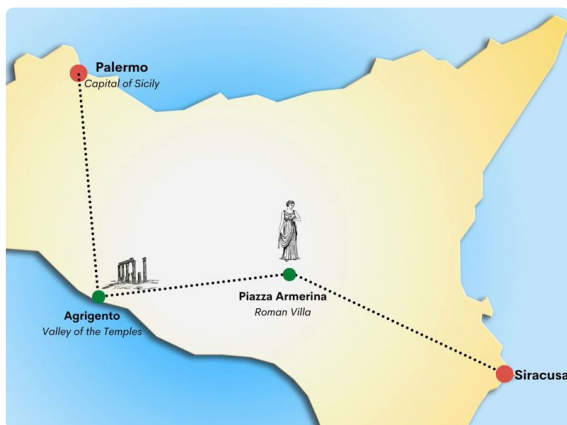 Palermo
Capital of Sicily
Agrigento
Valley of the Temples
Piazza Armerina
Roman Villa
Siracusa